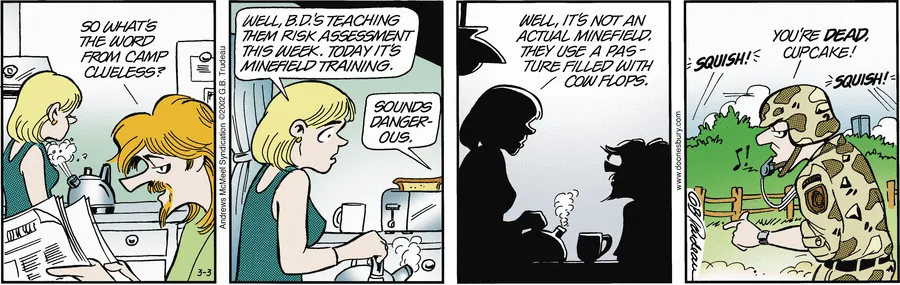 SO WHAT'S
THE WORD
FROM CAMP
CLUELESS?
3-3
Andrews McMeel Syndication ©2002 G.B. Trudeau
WELL, B.D.'S TEACHING
THEM RISK ASSESSMENT
THIS WEEK. TODAY IT'S
MINEFIELD TRAINING.
SOUNDS
DANGER-
OUS.
WELL, IT'S NOT AN
ACTUAL MINEFIELD.
THEY USE A PAS-
TURE FILLED WITH
COW FLOPS.
www.doonesbury.com
SQUISH!
YOU'RE DEAD,
CUPCAKE!
SQUISH!
GBTrudeau